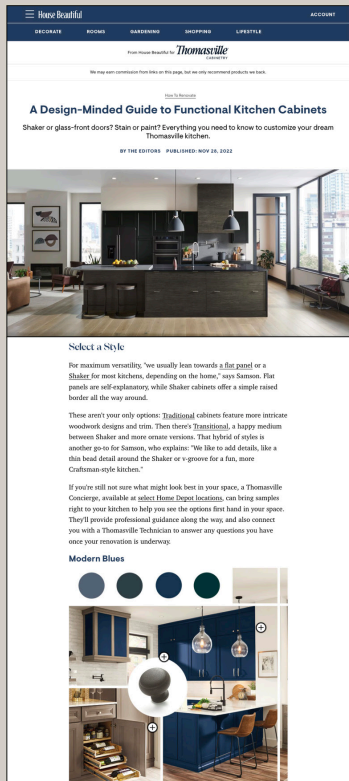 House Beautiful
ACCOUNT
DECORATE ROOMS GARDENING SHOPPING LIFESTYLE
From House Beautiful for Thomasville
CABINETRY
We may earn commission from links on this page, but we only recommend products we back.
How To Renovate
A Design-Minded Guide to Functional Kitchen Cabinets
Shaker or glass-front doors? Stain or paint? Everything you need to know to customize your dream
Thomasville kitchen.
BY THE EDITORS PUBLISHED: NOV 28, 2022
Select a Style
For maximum versatility, "we usually lean towards a flat panel or a
Shaker for most kitchens, depending on the home," says Samson. Flat
panels are self-explanatory, while Shaker cabinets offer a simple raised
border all the way around.
These aren't your only options: Traditional cabinets feature more intricate
woodwork designs and trim. Then there's Transitional, a happy medium
between Shaker and more ornate versions. That hybrid of styles is
another go-to for Samson, who explains: "We like to add details, like a
thin bead detail around the Shaker or v-groove for a fun, more
Craftsman-style kitchen."
If you're still not sure what might look best in your space, a Thomasville
Concierge, available at select Home Depot locations, can bring samples
right to your kitchen to help you see the options first hand in your space.
They'll provide professional guidance along the way, and also connect
you with a Thomasville Technician to answer any questions you have
once your renovation is underway.
Modern Blues